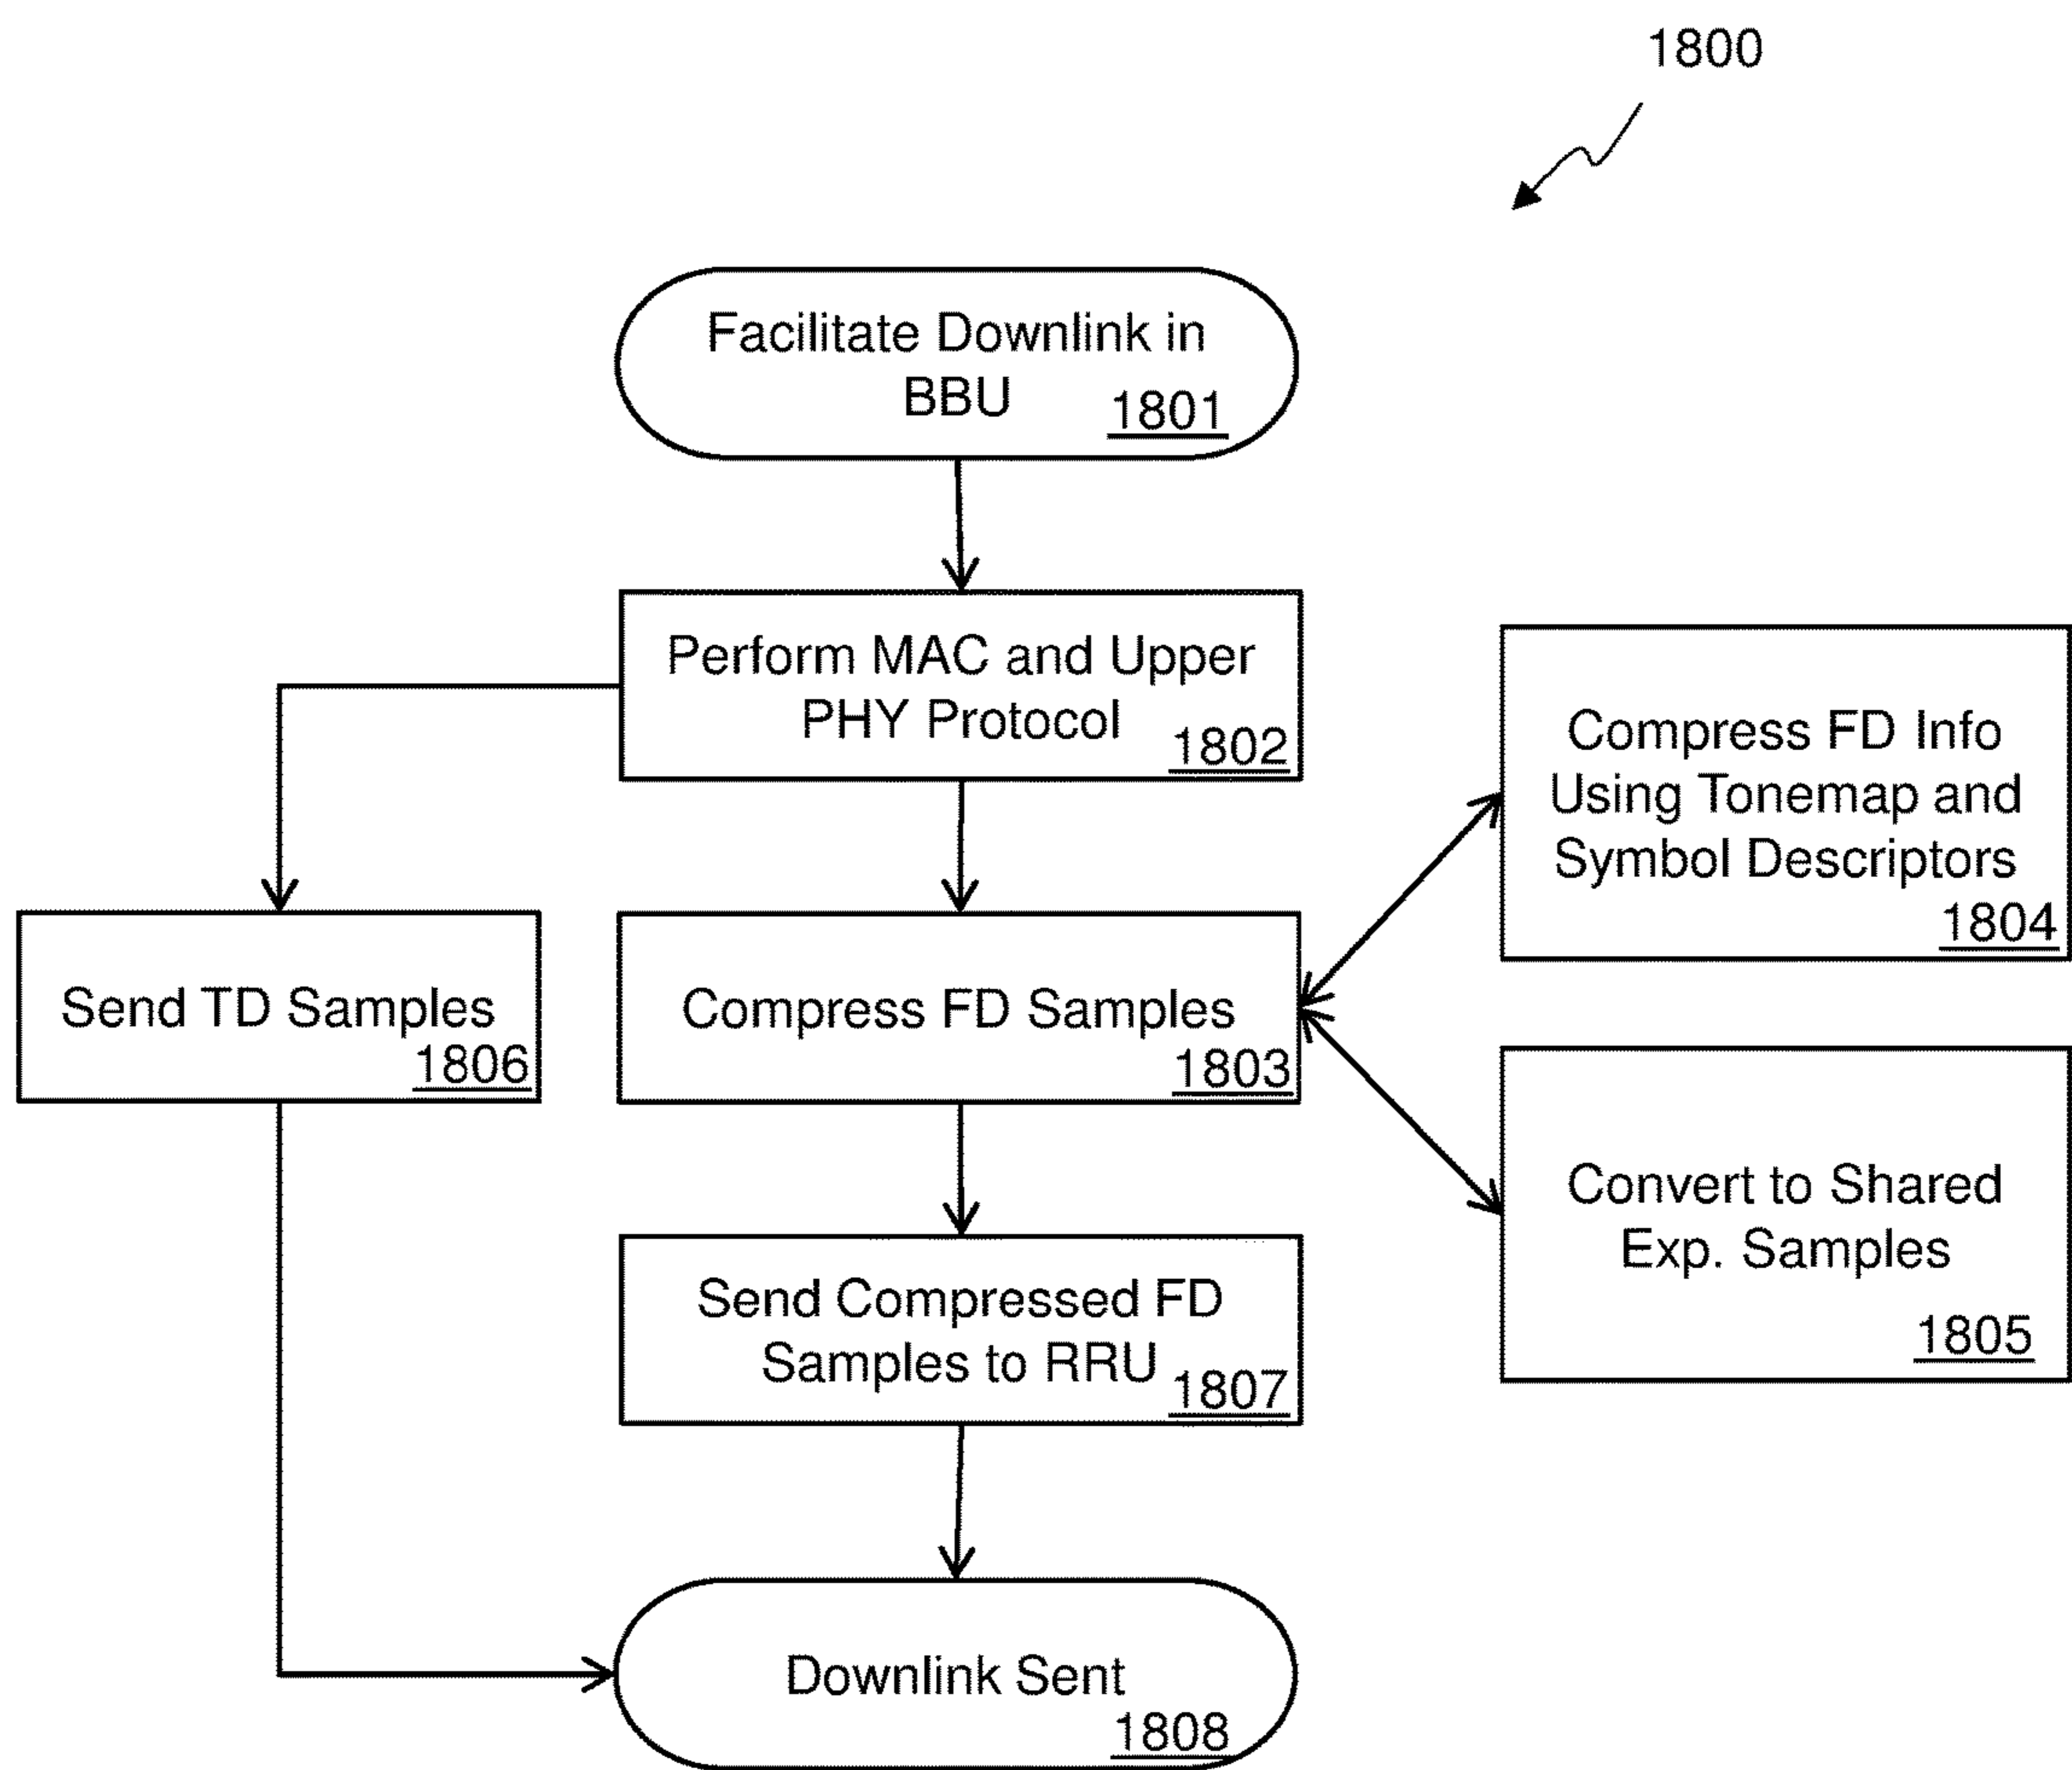 1800
Facilitate Downlink in
BBU
1801
Perform MAC and Upper
PHY Protocol
1802
Compress FD Info
Using Tonemap and
Symbol Descriptors
1804
Send TD Samples
1806
Compress FD Samples
1803
Convert to Shared
Exp. Samples
1805
Send Compressed FD
Samples to RRU
1807
Downlink Sent
1808